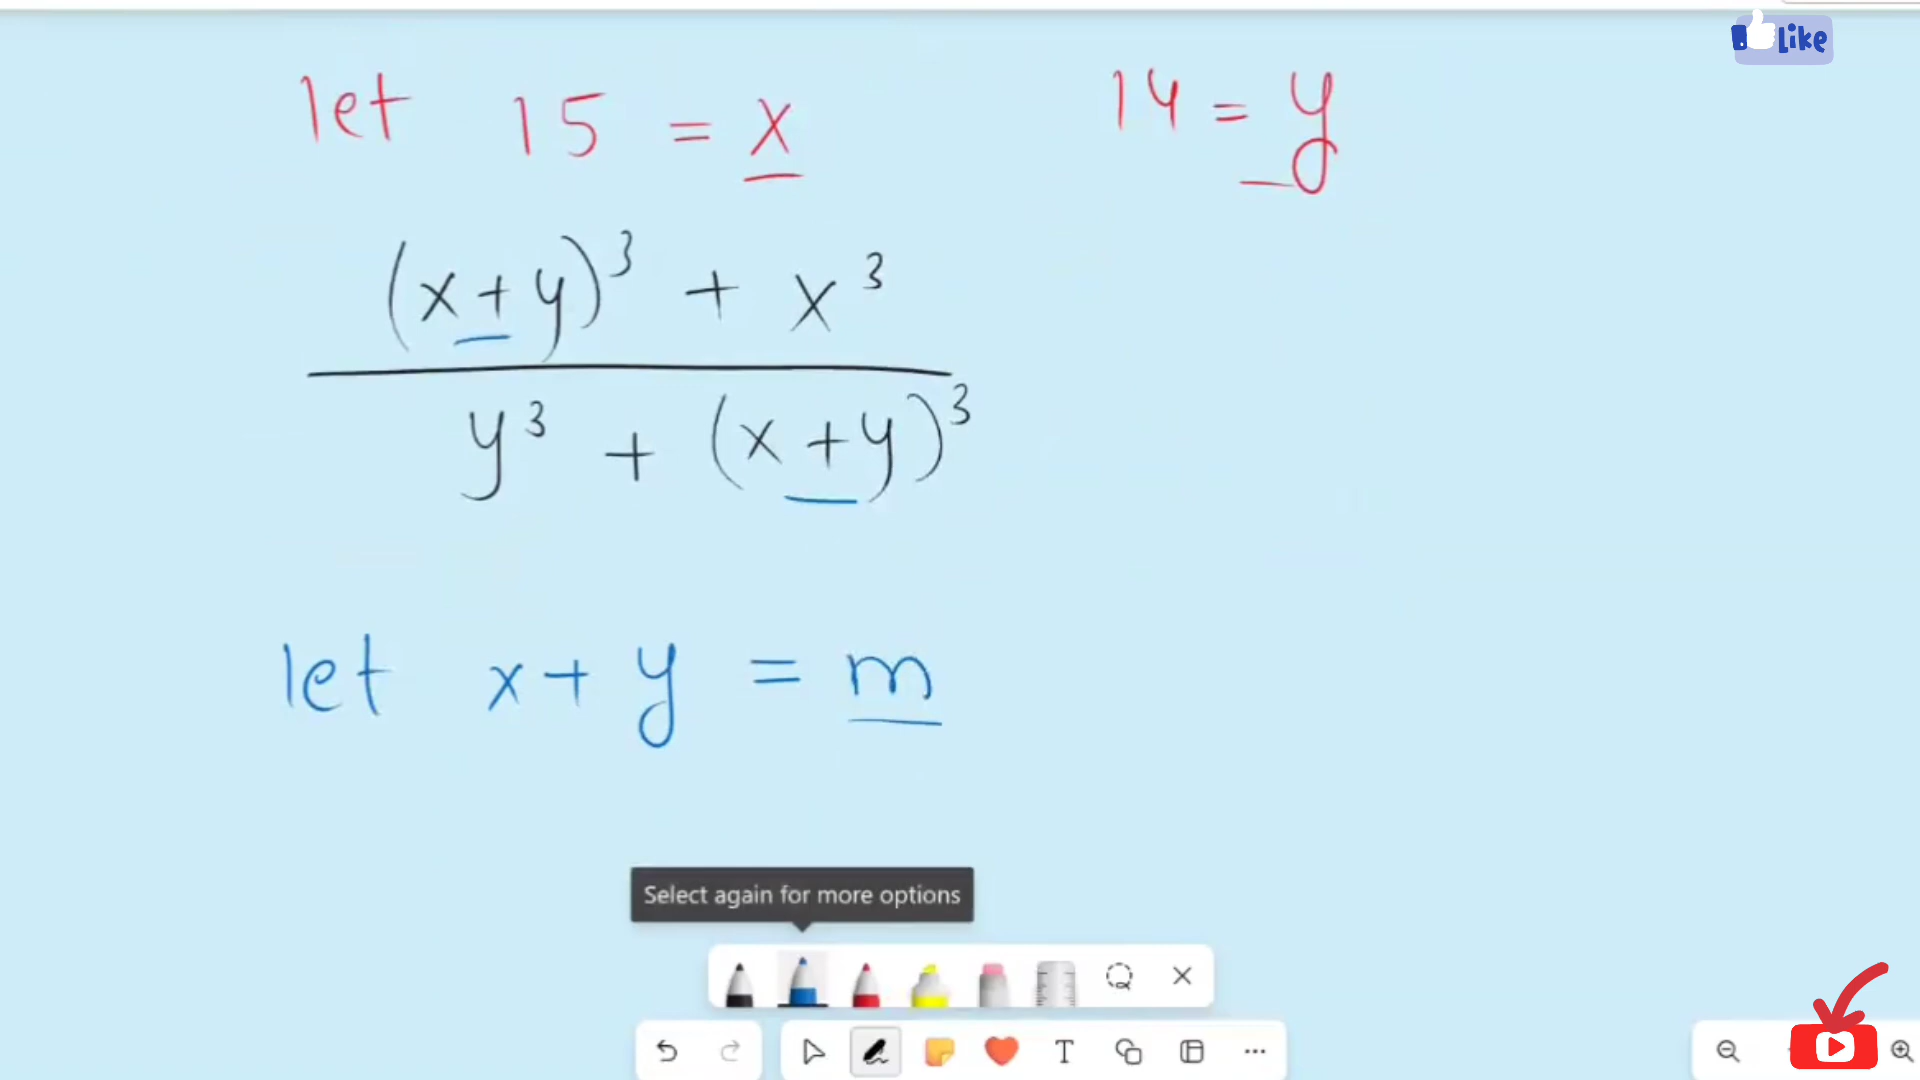 Like
let 15 = x 14 = y
(x+y)³ + x³
y³ + (x+y)³
let x+y = m
Select again for more options
T